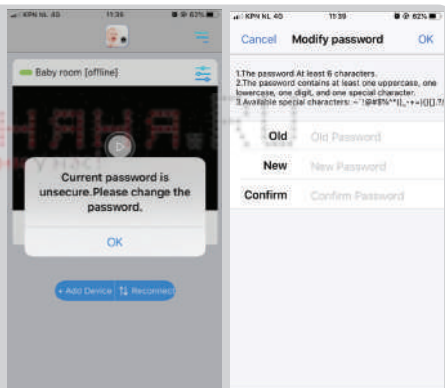 KPN NL 4G 11:39 62%
Baby room [offline]
Current password is
unsecure.Please change the
password.
OK
+ Add Device
Reconnect
KPN NL 4G 11:39 62%
Cancel Modify password OK
1.The password At least 6 characters.
2.The password contains at least one uppercase, one
lowercase, one digit, and one special character.
3.Available special characters:
Old Old Password
New New Password
Confirm Confirm Password